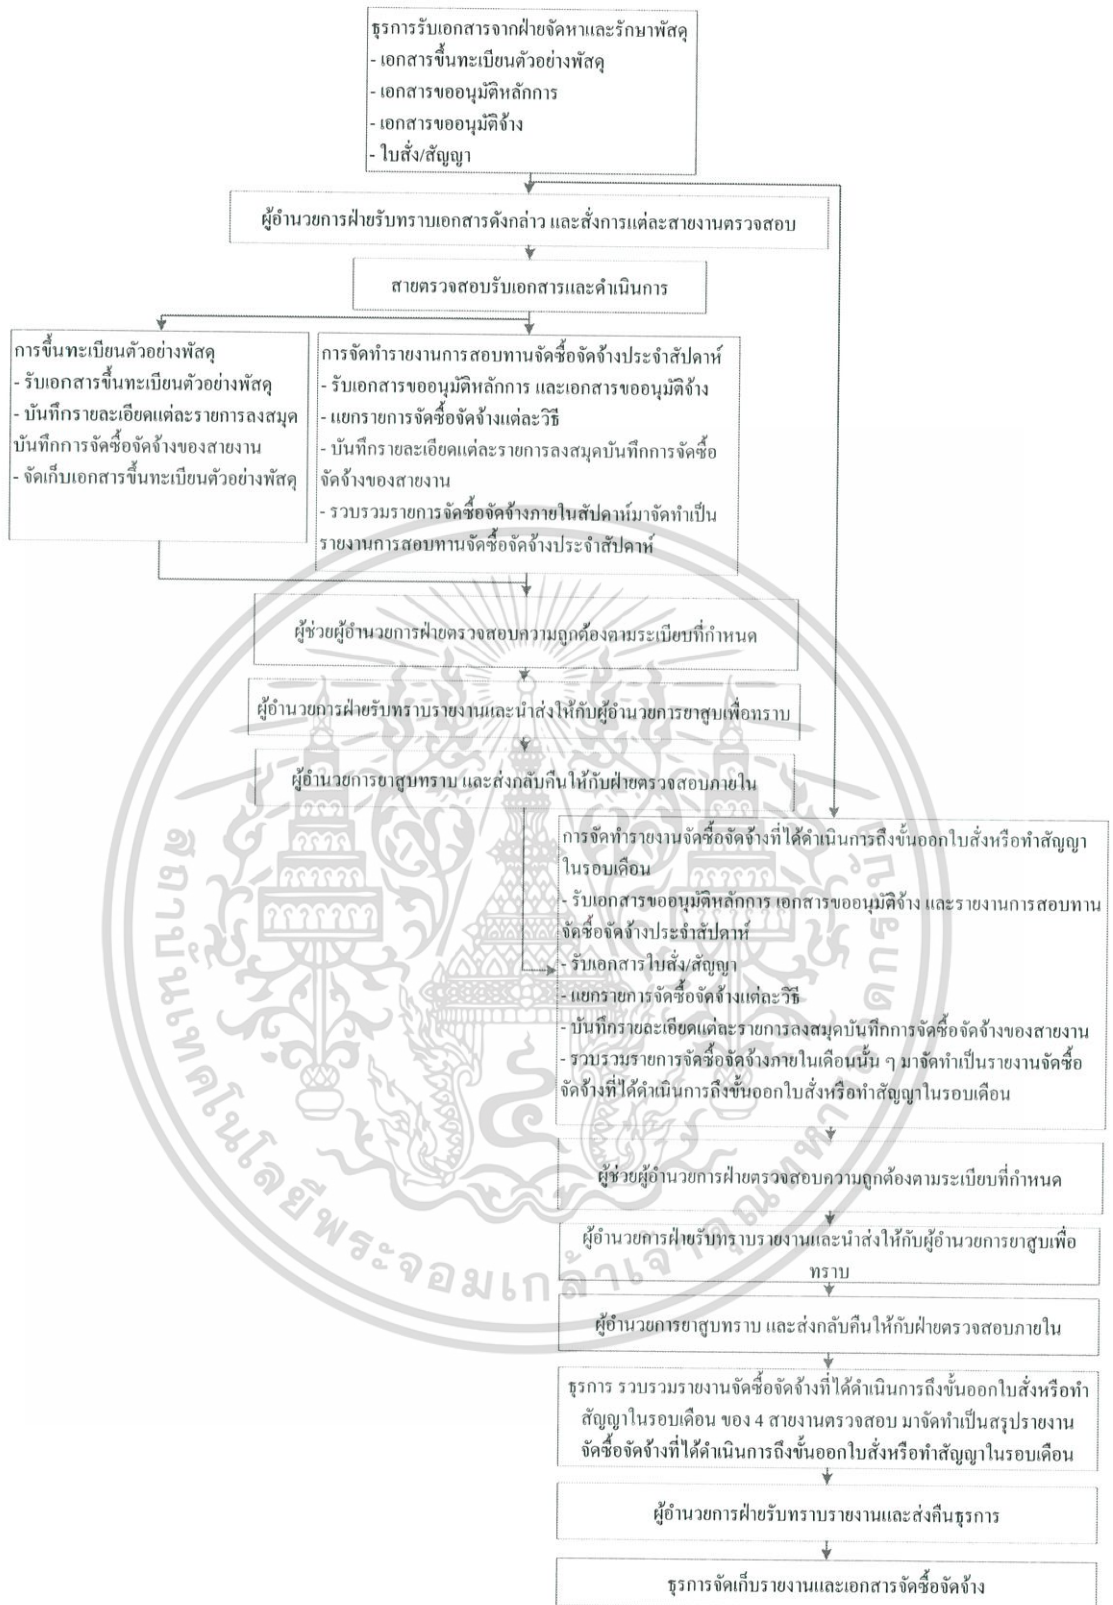 ธุรการรับเอกสารจากฝ่ายจัดหาและรักษาพัสดุ
- เอกสารขึ้นทะเบียนตัวอย่างพัสดุ
- เอกสารขออนุมัติหลักการ
- เอกสารขออนุมัติจ้าง
- ใบสั่ง/สัญญา
ผู้อำนวยการฝ่ายรับทราบเอกสารดังกล่าว และสั่งการแต่ละสายงานตรวจสอบ
สายตรวจสอบรับเอกสารและดำเนินการ
การขึ้นทะเบียนตัวอย่างพัสดุ
- รับเอกสารขึ้นทะเบียนตัวอย่างพัสดุ
- บันทึกรายละเอียดแต่ละรายการลงสมุด
บันทึกการจัดซื้อจัดจ้างของสายงาน
- จัดเก็บเอกสารขึ้นทะเบียนตัวอย่างพัสดุ
การจัดทำรายงานการสอบทานจัดซื้อจัดจ้างประจำสัปดาห์
- รับเอกสารขออนุมัติหลักการ และเอกสารขออนุมัติจ้าง
- แยกรายการจัดซื้อจัดจ้างแต่ละวิธี
- บันทึกรายละเอียดแต่ละรายการลงสมุดบันทึกการจัดซื้อ
จัดจ้างของสายงาน
- รวบรวมรายการจัดซื้อจัดจ้างภายในสัปดาห์มาจัดทำเป็น
รายงานการสอบทานจัดซื้อจัดจ้างประจำสัปดาห์
ผู้ช่วยผู้อำนวยการฝ่ายตรวจสอบความถูกต้องตามระเบียบที่กำหนด
ผู้อำนวยการฝ่ายรับทราบรายงานและนำส่งให้กับผู้อำนวยการยาสูบเพื่อทราบ
ผู้อำนวยการยาสูบทราบ และส่งกลับคืนให้กับฝ่ายตรวจสอบภายใน
การจัดทำรายงานจัดซื้อจัดจ้างที่ได้ดำเนินการถึงขั้นออกใบสั่งหรือทำสัญญา
ในรอบเดือน
- รับเอกสารขออนุมัติหลักการ เอกสารขออนุมัติจ้าง และรายงานการสอบทาน
จัดซื้อจัดจ้างประจำสัปดาห์
- รับเอกสารใบสั่ง/สัญญา
- แยกรายการจัดซื้อจัดจ้างแต่ละวิธี
- บันทึกรายละเอียดแต่ละรายการลงสมุดบันทึกการจัดซื้อจัดจ้างของสายงาน
- รวบรวมรายการจัดซื้อจัดจ้างภายในเดือนนั้น ๆ มาจัดทำเป็นรายงานจัดซื้อ
จัดจ้างที่ได้ดำเนินการถึงขั้นออกใบสั่งหรือทำสัญญาในรอบเดือน
ผู้ช่วยผู้อำนวยการฝ่ายตรวจสอบความถูกต้องตามระเบียบที่กำหนด
ผู้อำนวยการฝ่ายรับทราบรายงานและนำส่งให้กับผู้อำนวยการยาสูบเพื่อ
ทราบ
ผู้อำนวยการยาสูบทราบ และส่งกลับคืนให้กับฝ่ายตรวจสอบภายใน
ธุรการ รวบรวมรายงานจัดซื้อจัดจ้างที่ได้ดำเนินการถึงขั้นออกใบสั่งหรือทำ
สัญญาในรอบเดือน ของ 4 สายงานตรวจสอบ มาจัดทำเป็นสรุปรายงาน
จัดซื้อจัดจ้างที่ได้ดำเนินการถึงขั้นออกใบสั่งหรือทำสัญญาในรอบเดือน
ผู้อำนวยการฝ่ายรับทราบรายงานและส่งคืนธุรการ
ธุรการจัดเก็บรายงานและเอกสารจัดซื้อจัดจ้าง
สถาบันเทคโนโลยีพระจอมเกล้าเจ้าคุณทหารลาดกระบัง